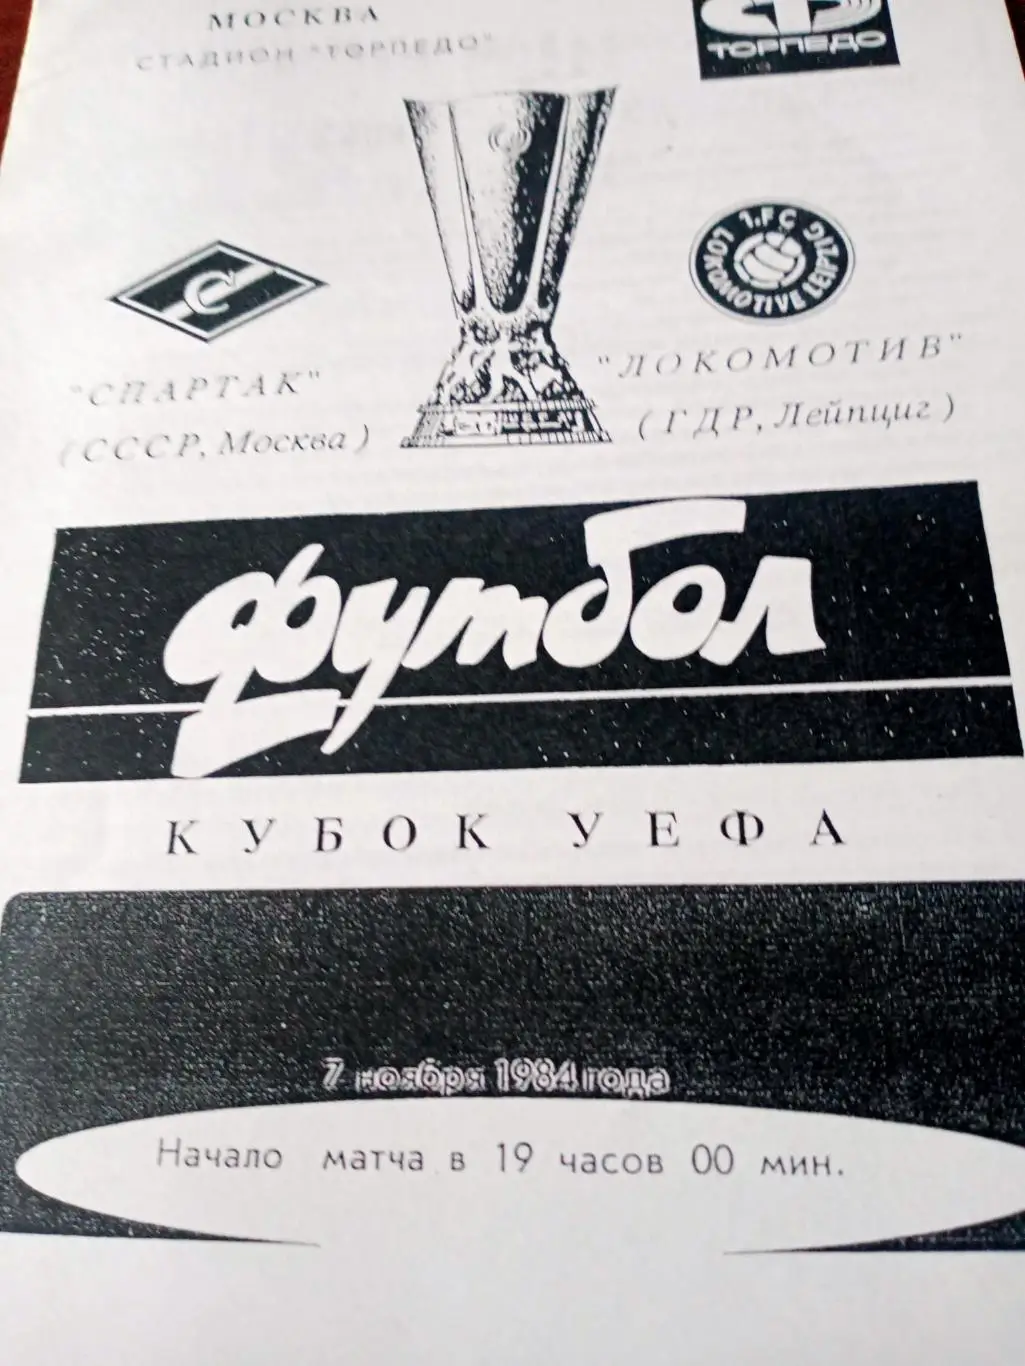 МОСКВА
СТАДИОН "ТОРПЕДО"
ТОРПЕДО
1.FC
LOKOMOTIVE LEIPZIG
С
"СПАРТАК"
(СССР, Москва)
"ЛОКОМОТИВ"
(ГДР, Лейпциг)
футбол
КУБОК УЕФА
7 ноября 1984 года
Начало матча в 19 часов 00 мин.